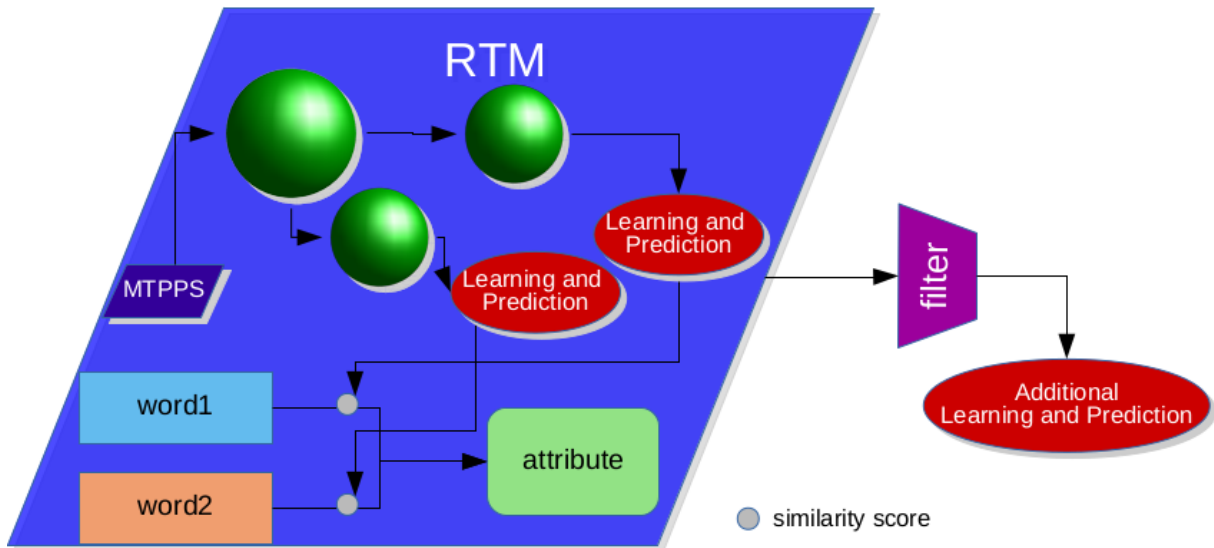 RTM
Learning and
Prediction
MTPPS
Learning and
Prediction
filter
word1
word2
attribute
Additional
Learning and Prediction
similarity score